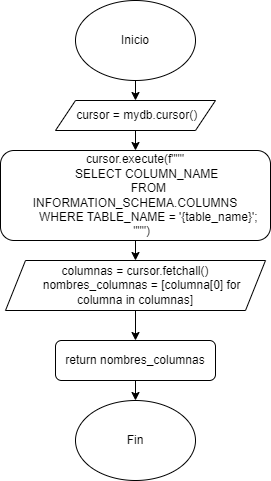 Inicio
cursor = mydb.cursor()
cursor.execute(f"""
SELECT COLUMN_NAME
FROM
INFORMATION_SCHEMA.COLUMNS
WHERE TABLE_NAME = '{table_name}';
""")
columnas = cursor.fetchall()
nombres_columnas = [columna[0] for
columna in columnas]
return nombres_columnas
Fin